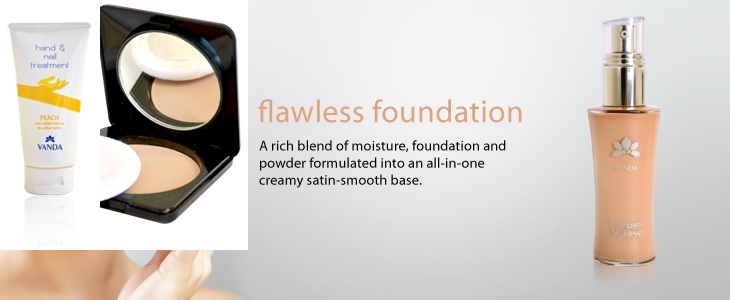 hand &
nail
treatment
PEACH
VANDA
flawless foundation
A rich blend of moisture, foundation and
powder formulated into an all-in-one
creamy satin-smooth base.
VANDA